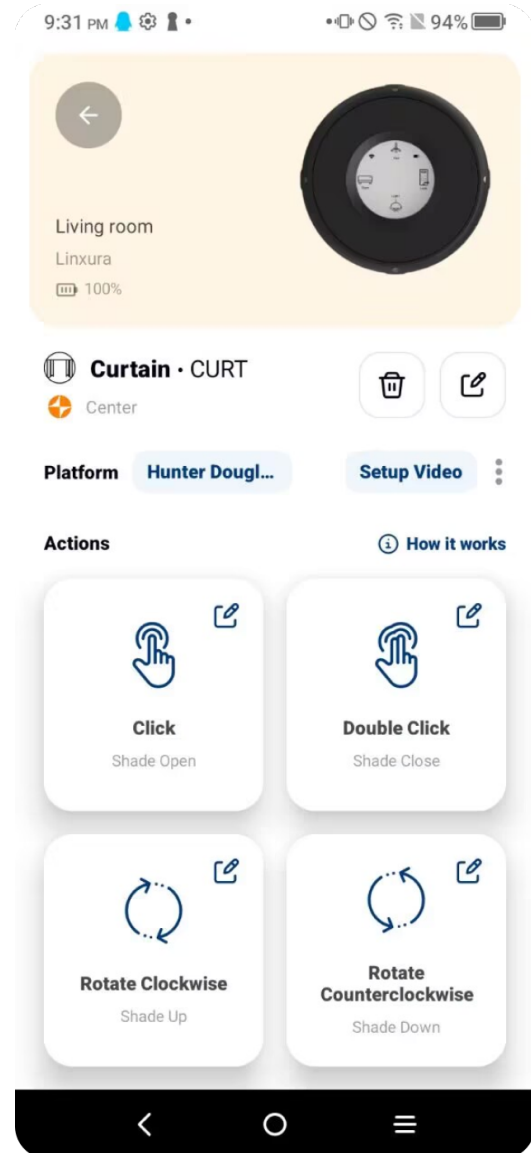 9:31 PM
94%
Living room
Linxura
100%
Curtain • CURT
Center
Platform
Hunter Dougl...
Setup Video
Actions
How it works
Click
Shade Open
Double Click
Shade Close
Rotate Clockwise
Shade Up
Rotate
Counterclockwise
Shade Down